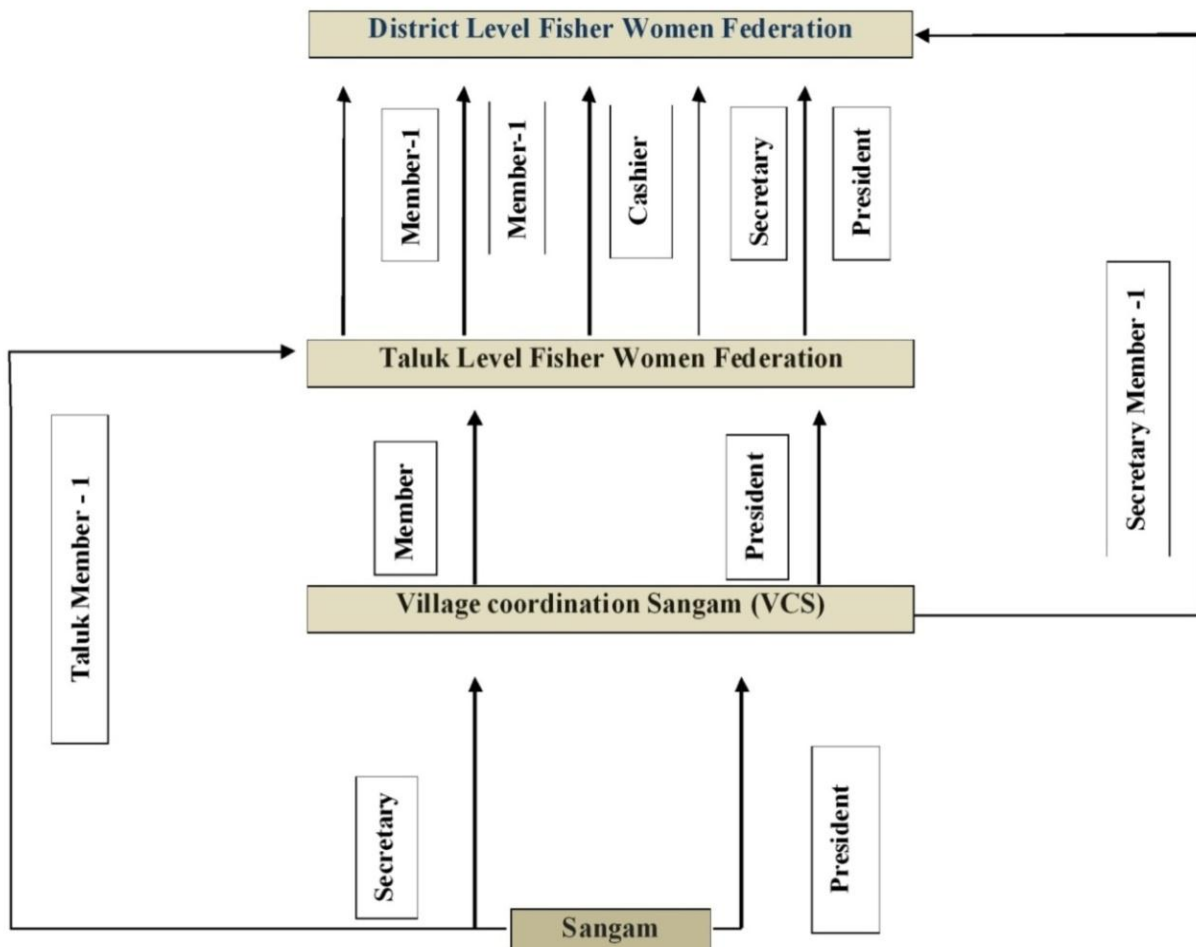 District Level Fisher Women Federation
Member-1
Member-1
Cashier
Secretary
President
Taluk Level Fisher Women Federation
Taluk Member - 1
Member
President
Secretary Member -1
Village coordination Sangam (VCS)
Secretary
President
Sangam